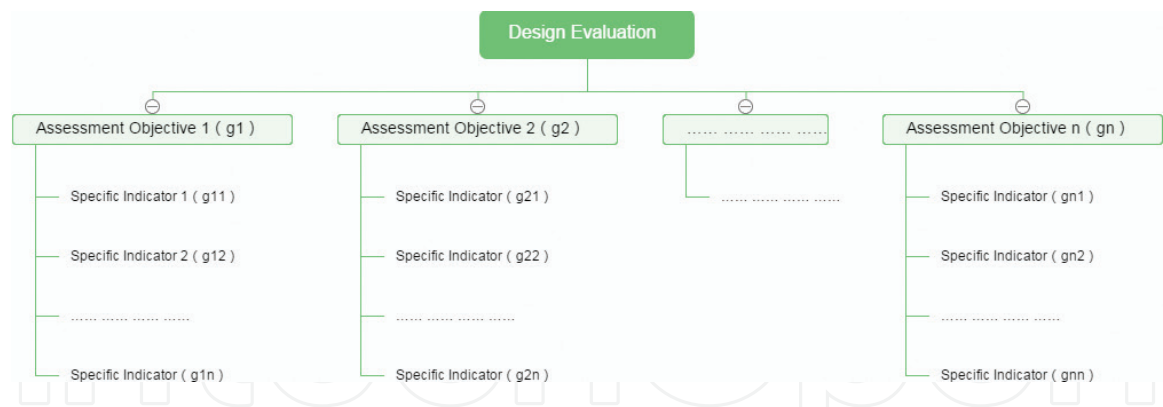 Design Evaluation
Assessment Objective 1 ( g1 )
Assessment Objective 2 ( g2 )
…… …… …… ……
Assessment Objective n ( gn )
Specific Indicator 1 ( g11 )
Specific Indicator ( g21 )
…… …… …… ……
Specific Indicator ( gn1 )
Specific Indicator 2 ( g12 )
Specific Indicator ( g22 )
Specific Indicator ( gn2 )
…… …… …… ……
…… …… …… ……
…… …… …… ……
Specific Indicator ( g1n )
Specific Indicator ( g2n )
Specific Indicator ( gnn )